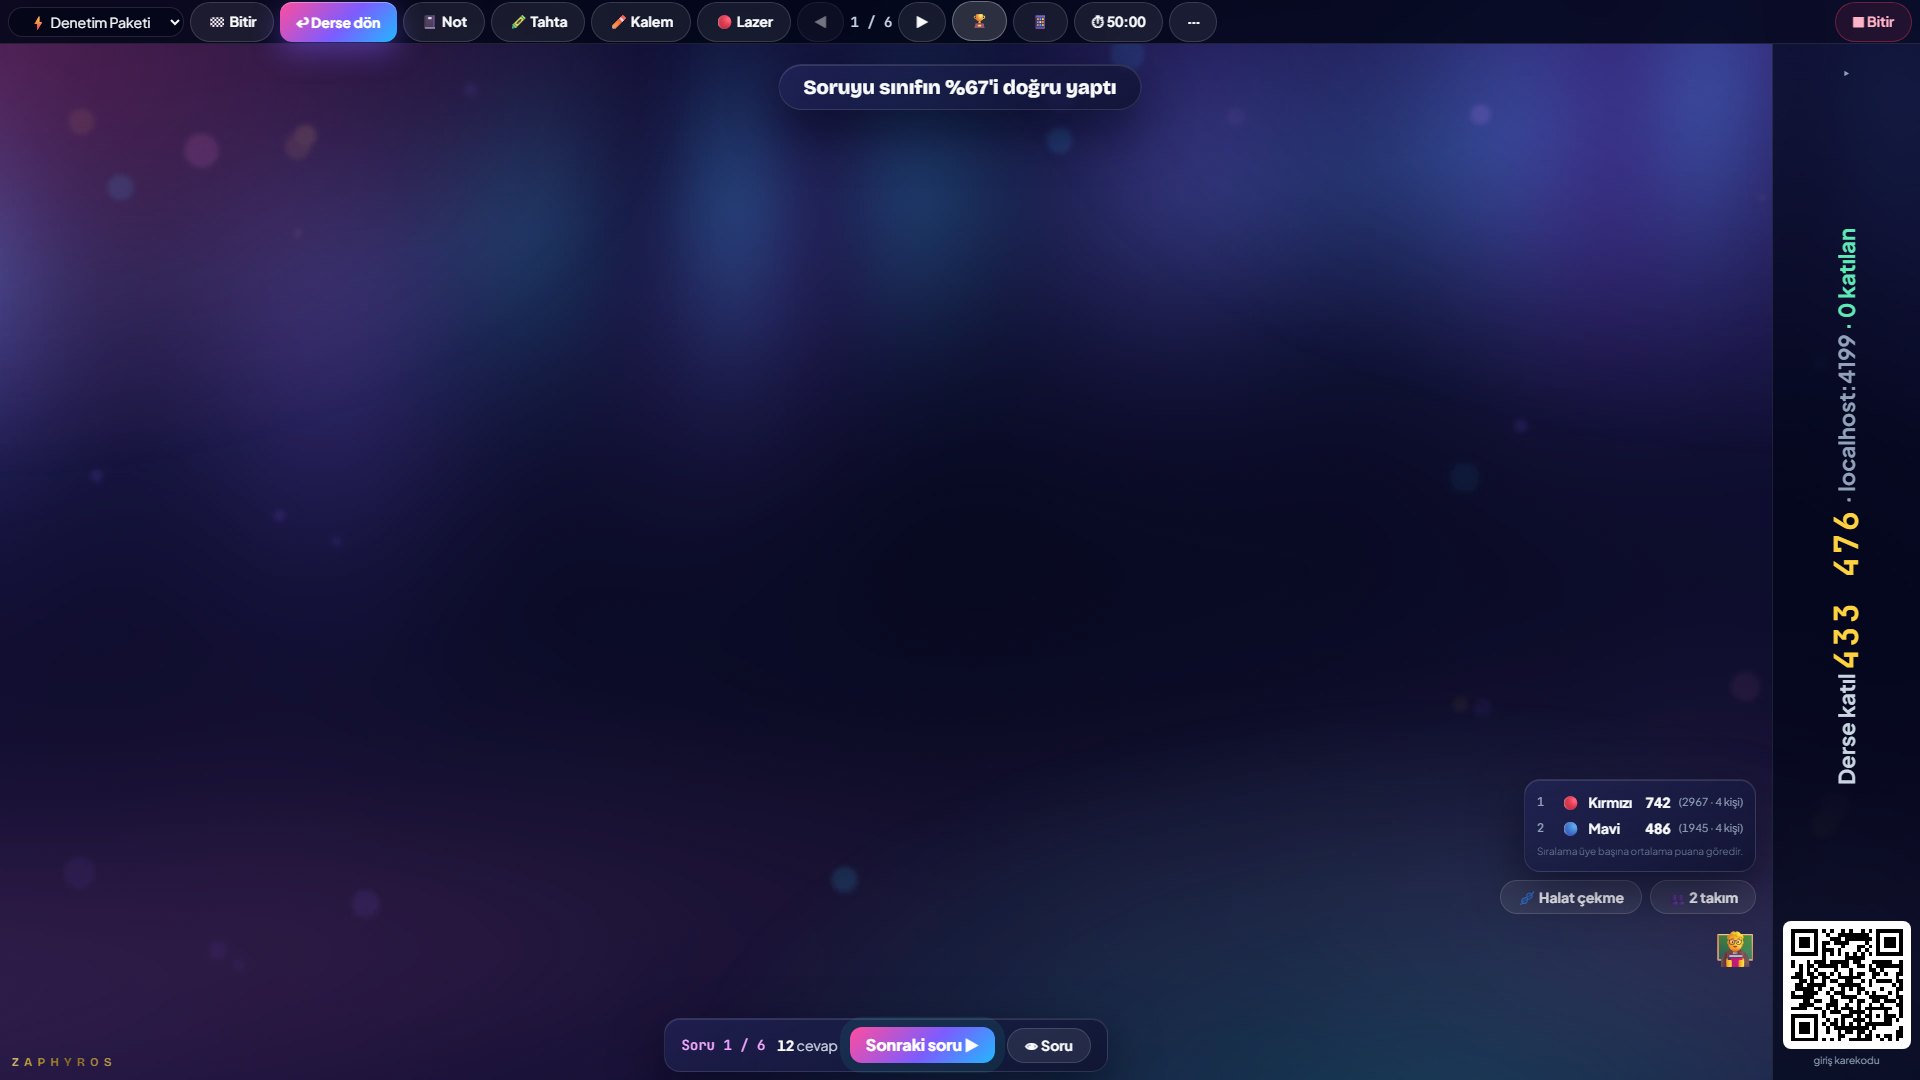 Denetim Paketi
Bitir
Derse dön
Not
Tahta
Kalem
Lazer
1 / 6
50:00
Bitir
Soruyu sınıfın %67'i doğru yaptı
Derse katıl 433 476 · localhost:4199 · 0 katılan
1 Kırmızı 742 (2967 · 4 kişi)
2 Mavi 486 (1945 · 4 kişi)
Sıralama üye başına ortalama puana göredir.
Halat çekme
2 takım
Soru 1 / 6 12 cevap
Sonraki soru
Soru
ZAPHYROS
giriş karekodu